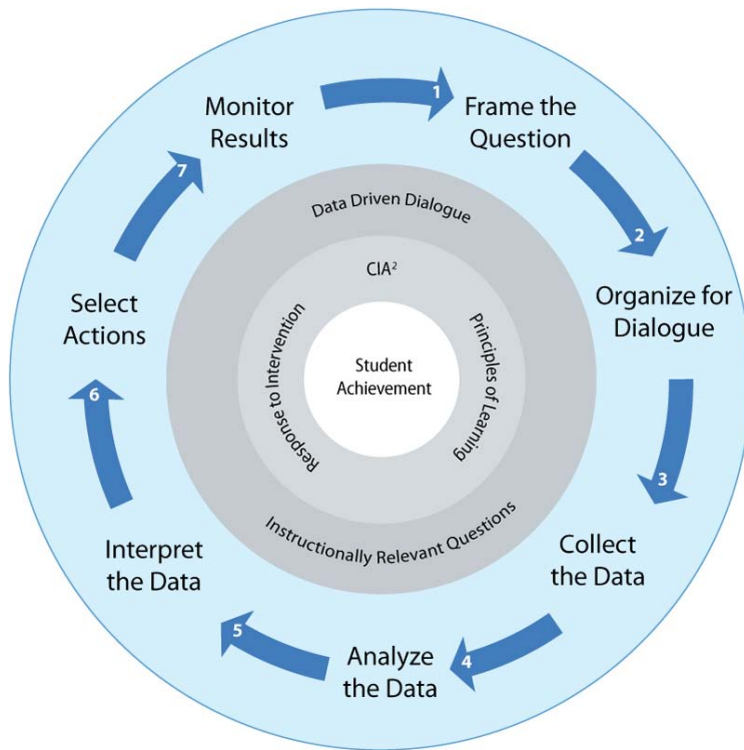 1
Frame the
Question
2
Organize for
Dialogue
3
Collect
the Data
4
Analyze
the Data
5
Interpret
the Data
6
Select
Actions
7
Monitor
Results
Data Driven Dialogue
Instructionally Relevant Questions
CIA²
Principles of Learning
Response to Intervention
Student
Achievement